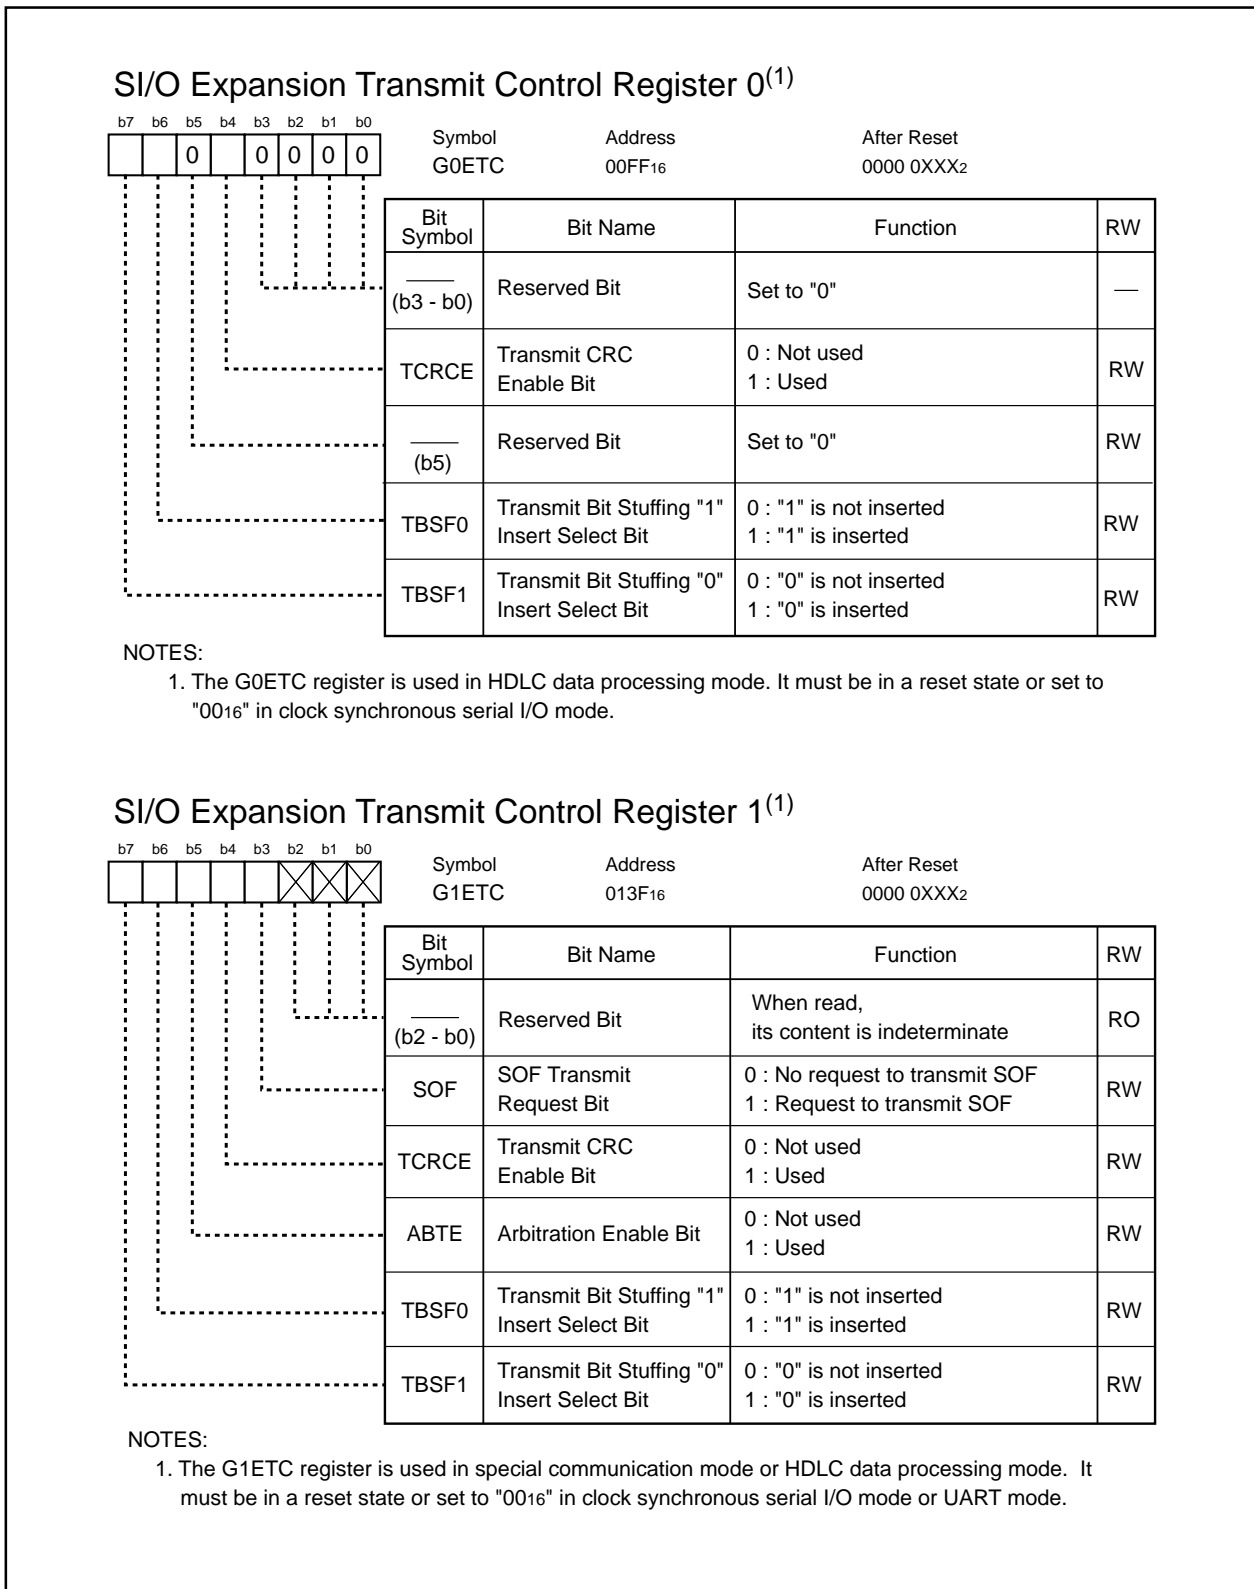 SI/O Expansion Transmit Control Register 0(1)
b7 b6 b5 b4 b3 b2 b1 b0
0 0 0 0 0
Symbol Address After Reset
G0ETC 00FF16 0000 0XXX2
Bit Symbol Bit Name Function RW
(b3 - b0) Reserved Bit Set to "0" —
TCRCE Transmit CRC Enable Bit 0 : Not used 1 : Used RW
(b5) Reserved Bit Set to "0" RW
TBSF0 Transmit Bit Stuffing "1" Insert Select Bit 0 : "1" is not inserted 1 : "1" is inserted RW
TBSF1 Transmit Bit Stuffing "0" Insert Select Bit 0 : "0" is not inserted 1 : "0" is inserted RW
NOTES:
1. The G0ETC register is used in HDLC data processing mode. It must be in a reset state or set to
"0016" in clock synchronous serial I/O mode.
SI/O Expansion Transmit Control Register 1(1)
b7 b6 b5 b4 b3 b2 b1 b0
Symbol Address After Reset
G1ETC 013F16 0000 0XXX2
Bit Symbol Bit Name Function RW
(b2 - b0) Reserved Bit When read, its content is indeterminate RO
SOF SOF Transmit Request Bit 0 : No request to transmit SOF 1 : Request to transmit SOF RW
TCRCE Transmit CRC Enable Bit 0 : Not used 1 : Used RW
ABTE Arbitration Enable Bit 0 : Not used 1 : Used RW
TBSF0 Transmit Bit Stuffing "1" Insert Select Bit 0 : "1" is not inserted 1 : "1" is inserted RW
TBSF1 Transmit Bit Stuffing "0" Insert Select Bit 0 : "0" is not inserted 1 : "0" is inserted RW
NOTES:
1. The G1ETC register is used in special communication mode or HDLC data processing mode. It
must be in a reset state or set to "0016" in clock synchronous serial I/O mode or UART mode.